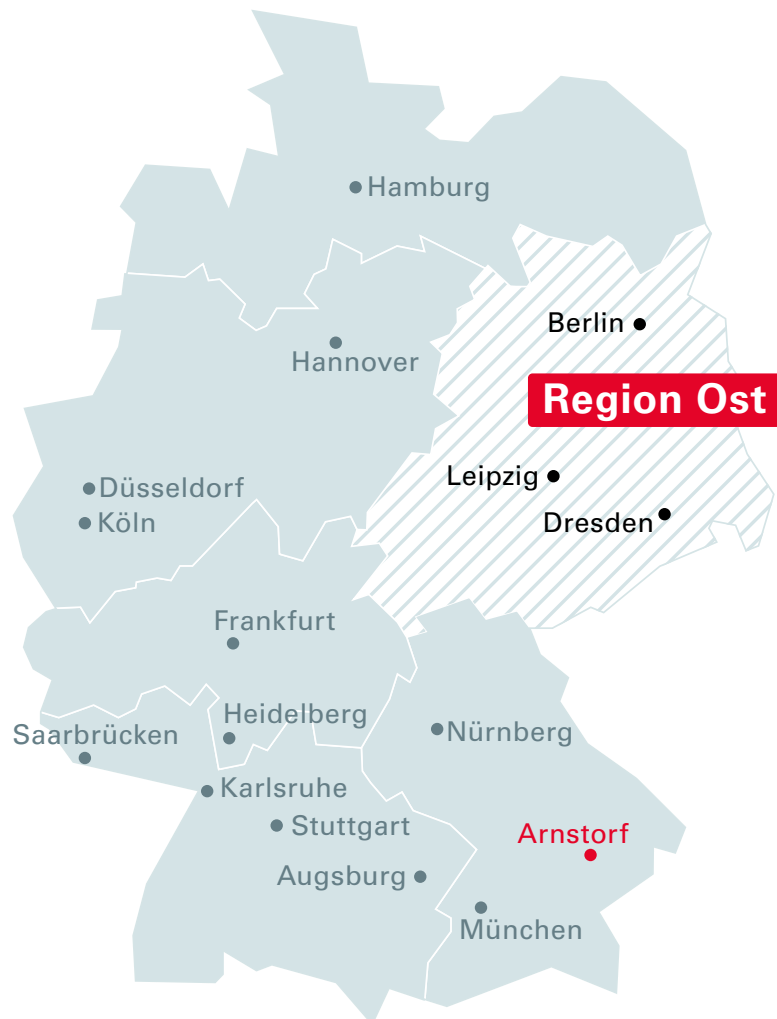 Hamburg
Berlin
Hannover
Region Ost
Leipzig
Düsseldorf
Dresden
Köln
Frankfurt
Heidelberg
Saarbrücken
Nürnberg
Karlsruhe
Stuttgart
Arnstorf
Augsburg
München